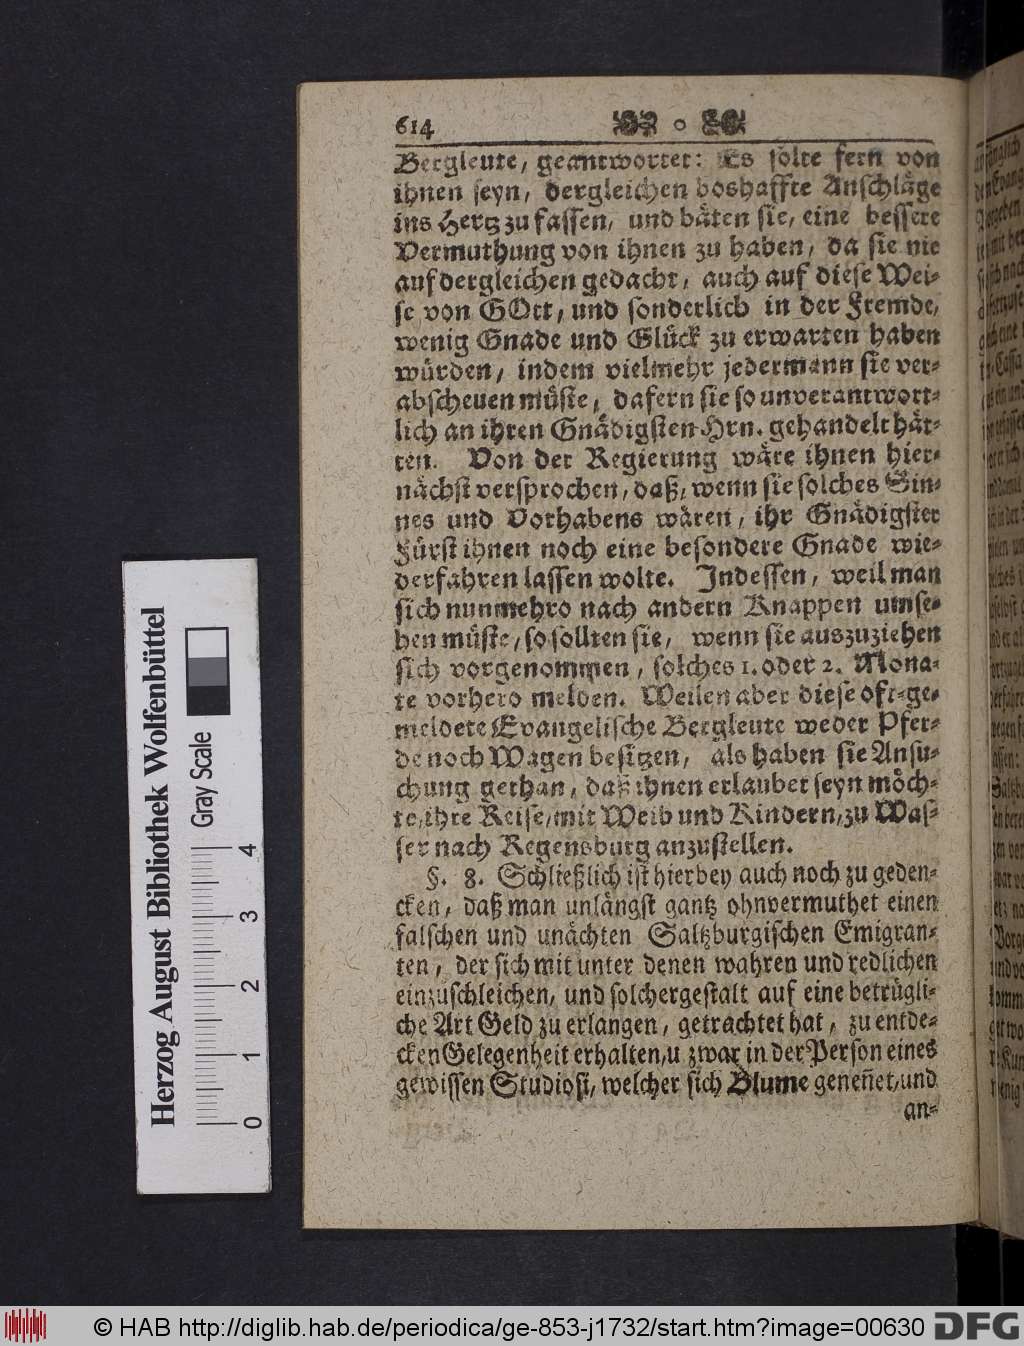 614
Bergleute, geantwortet: Es solte fern von
ihnen seyn, dergleichen boshaffte Anschläge
ins Hertz zu fassen, und bäten sie, eine bessere
Vermuthung von ihnen zu haben, da sie nie
auf dergleichen gedacht, auch auf diese Wei-
se von GOtt, und sonderlich in der Fremde,
wenig Gnade und Glück zu erwarten haben
würden, indem vielmehr jedermann sie ver-
abscheuen müste, dafern sie so unverantwort-
lich an ihren Gnädigsten Hrn. gehandelt hät-
ten. Von der Regierung wäre ihnen hier-
nächst versprochen, daß, wenn sie solches Sin-
nes und Vorhabens wären, ihr Gnädigster
Fürst ihnen noch eine besondere Gnade wie-
derfahren lassen wolte. Indessen, weil man
sich nunmehro nach andern Knappen umse-
hen müste, so sollten sie, wenn sie auszuziehen
sich vorgenommen, solches 1. oder 2. Mona-
te vorhero melden. Weilen aber diese oft-ge-
meldete Evangelische Bergleute weder Pfer-
de noch Wagen besitzen, als haben sie Ansu-
chung gethan, daß ihnen erlaubet seyn möch-
te, ihre Reise, mit Weib und Kindern, zu Was-
ser nach Regensburg anzustellen.
§. 8. Schließlich ist hierbey auch noch zu geden-
cken, daß man unlängst gantz ohnvermuthet einen
falschen und unächten Saltzburgischen Emigran-
ten, der sich mit unter denen wahren und redlichen
einzuschleichen, und solchergestalt auf eine betrügli-
che Art Geld zu erlangen, getrachtet hat, zu entde-
cken Gelegenheit erhalten, u zwar in der Person eines
gewissen Studiosi, welcher sich Blume geneñet, und
an-
Herzog August Bibliothek Wolfenbüttel
Gray Scale
0 1 2 3 4
© HAB http://diglib.hab.de/periodica/ge-853-j1732/start.htm?image=00630
DFG